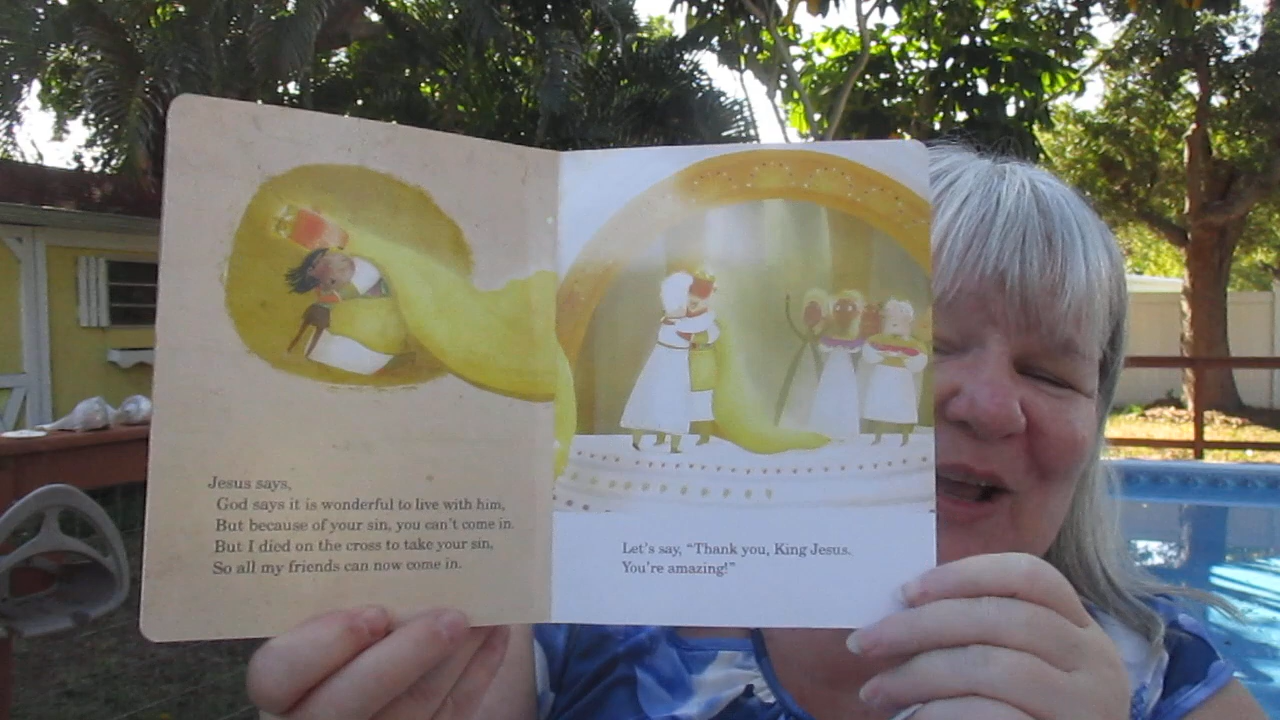 Jesus says,
God says it is wonderful to live with him,
But because of your sin, you can't come in.
But I died on the cross to take your sin,
So all my friends can now come in.
Let's say, “Thank you, King Jesus.
You're amazing!”